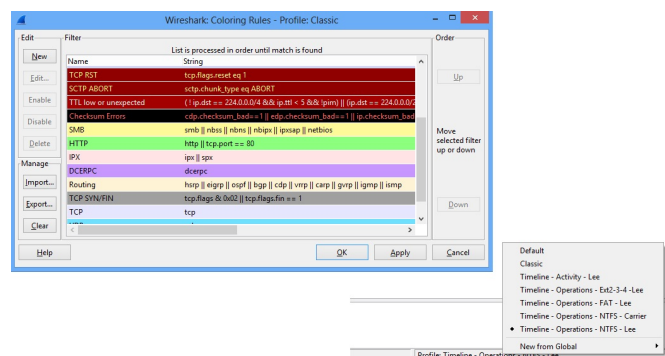 Wireshark: Coloring Rules - Profile: Classic
Edit
Filter
Order
List is processed in order until match is found
New
Edit...
Enable
Disable
Delete
Manage
Import...
Export...
Clear
Name String
TCP RST tcp.flags.reset eq 1
SCTP ABORT sctp.chunk_type eq ABORT
TTL low or unexpected ( ! ip.dst == 224.0.0.0/4 && ip.ttl < 5 && !pim) || (ip.dst == 224.0.0.0/2
Checksum Errors cdp.checksum_bad==1 || edp.checksum_bad==1 || ip.checksum_bad
SMB smb || nbss || nbns || nbipx || ipxsap || netbios
HTTP http || tcp.port == 80
IPX ipx || spx
DCERPC dcerpc
Routing hsrp || eigrp || ospf || bgp || cdp || vrrp || carp || gvrp || igmp || ismp
TCP SYN/FIN tcp.flags & 0x02 || tcp.flags.fin == 1
TCP tcp
Up
Move
selected filter
up or down
Down
Help
OK
Apply
Cancel
Default
Classic
Timeline - Activity - Lee
Timeline - Operations - Ext2-3-4 -Lee
Timeline - Operations - FAT - Lee
Timeline - Operations - NTFS - Carrier
Timeline - Operations - NTFS - Lee
New from Global
Profile: Timeline - Operations - NTFS - Lee